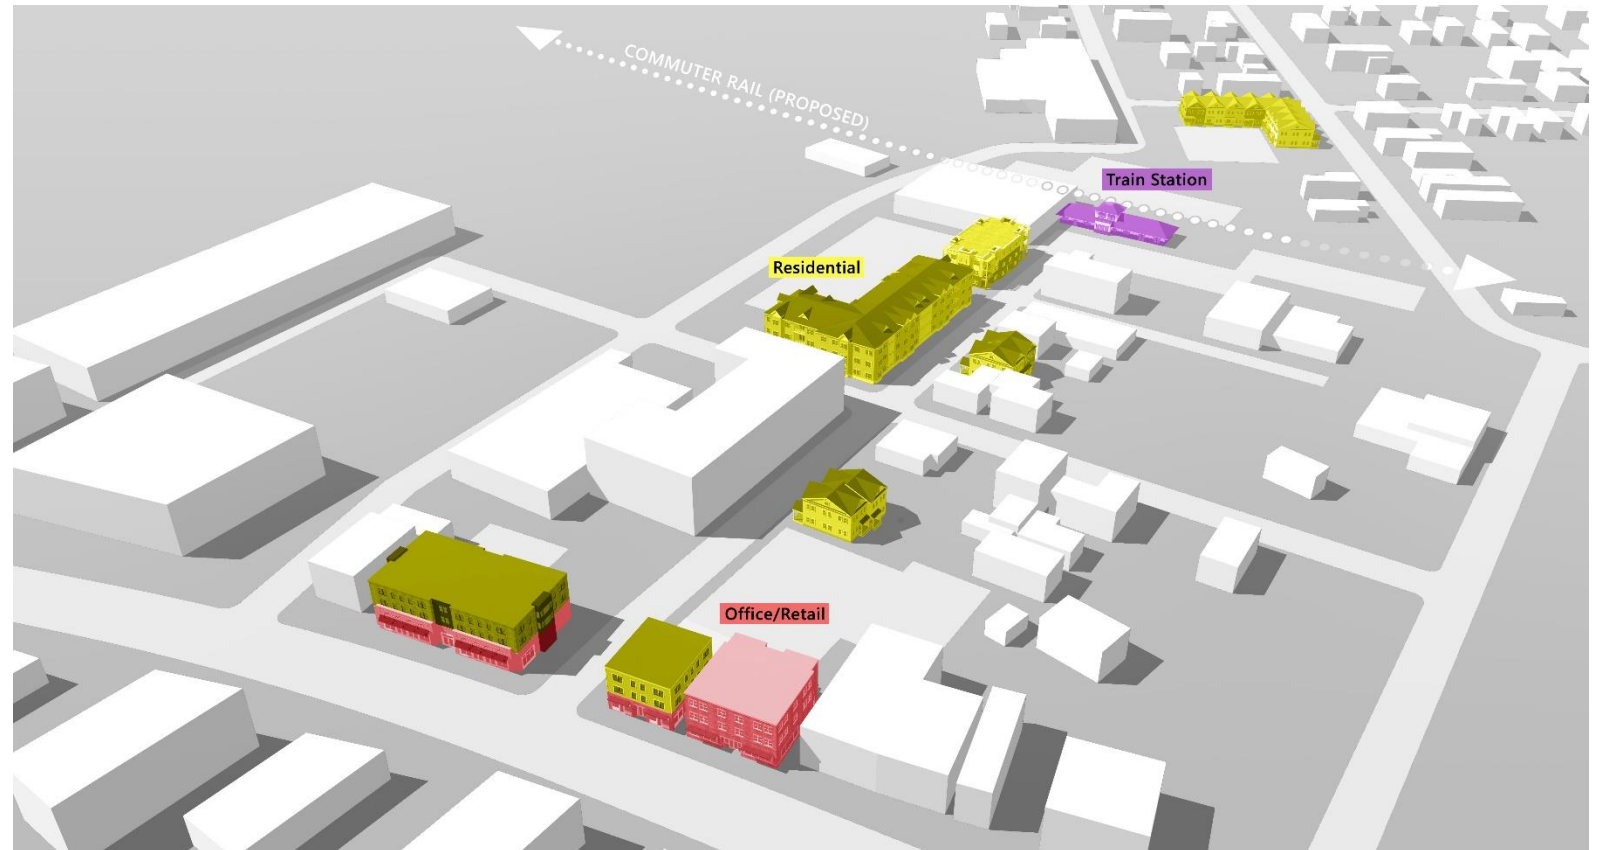 COMMUTER RAIL (PROPOSED)
Train Station
Residential
Office/Retail